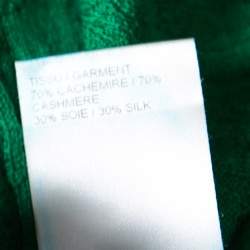 TISSU / GARMENT
70% CACHEMIRE / 70%
CASHMERE
30% SOIE / 30% SILK